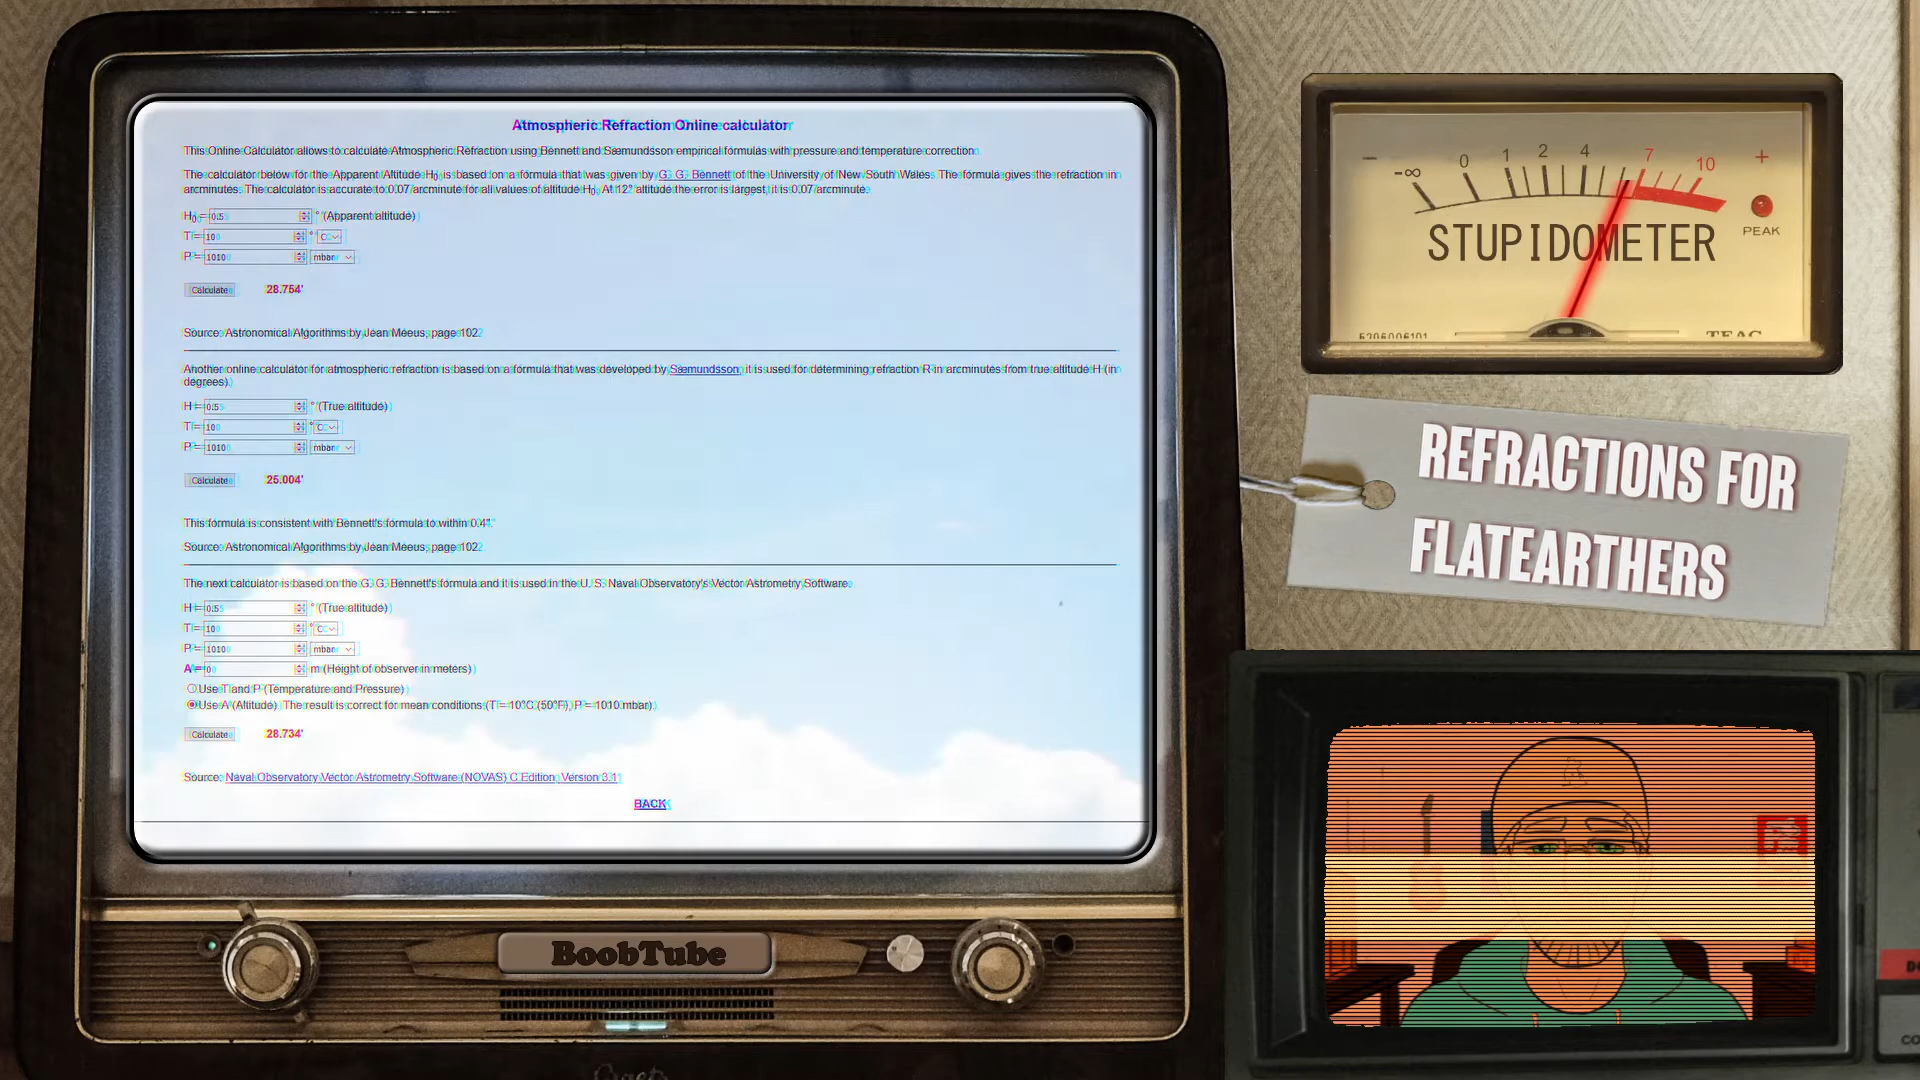 Atmospheric Refraction Online calculator
This Online Calculator allows to calculate Atmospheric Refraction using Bennett and Sæmundsson empirical formulas with pressure and temperature correction.
The calculator below for the Apparent Altitude H0 is based on a formula that was given by G. G. Bennett of the University of New South Wales. The formula gives the refraction in
arcminutes. The calculator is accurate to 0.07 arcminute for all values of altitude H0. At 12° altitude the error is largest, it is 0.07 arcminute.
H0 = 0.5 ° (Apparent altitude)
T = 10 ° C
P = 1010 mbar
Calculate 28.754'
Source: Astronomical Algorithms by Jean Meeus, page 102.
Another online calculator for atmospheric refraction is based on a formula that was developed by Sæmundsson, it is used for determining refraction R in arcminutes from true altitude H (in
degrees).
H = 0.5 ° (True altitude)
T = 10 ° C
P = 1010 mbar
Calculate 25.004'
This formula is consistent with Bennett's formula to within 0.4".
Source: Astronomical Algorithms by Jean Meeus, page 102.
The next calculator is based on the G. G. Bennett's formula and it is used in the U. S. Naval Observatory's Vector Astrometry Software.
H = 0.5 ° (True altitude)
T = 10 ° C
P = 1010 mbar
A = 0 m (Height of observer in meters)
Use T and P (Temperature and Pressure)
Use A (Altitude). The result is correct for mean conditions (T = 10°C (50°F), P = 1010 mbar).
Calculate 28.734'
Source: Naval Observatory Vector Astrometry Software (NOVAS) C Edition, Version 3.1
BACK
BoobTube
- -∞ 0 1 2 4 7 10 +
PEAK
STUPIDOMETER
5206006101 TEAC
REFRACTIONS FOR
FLATEARTHERS